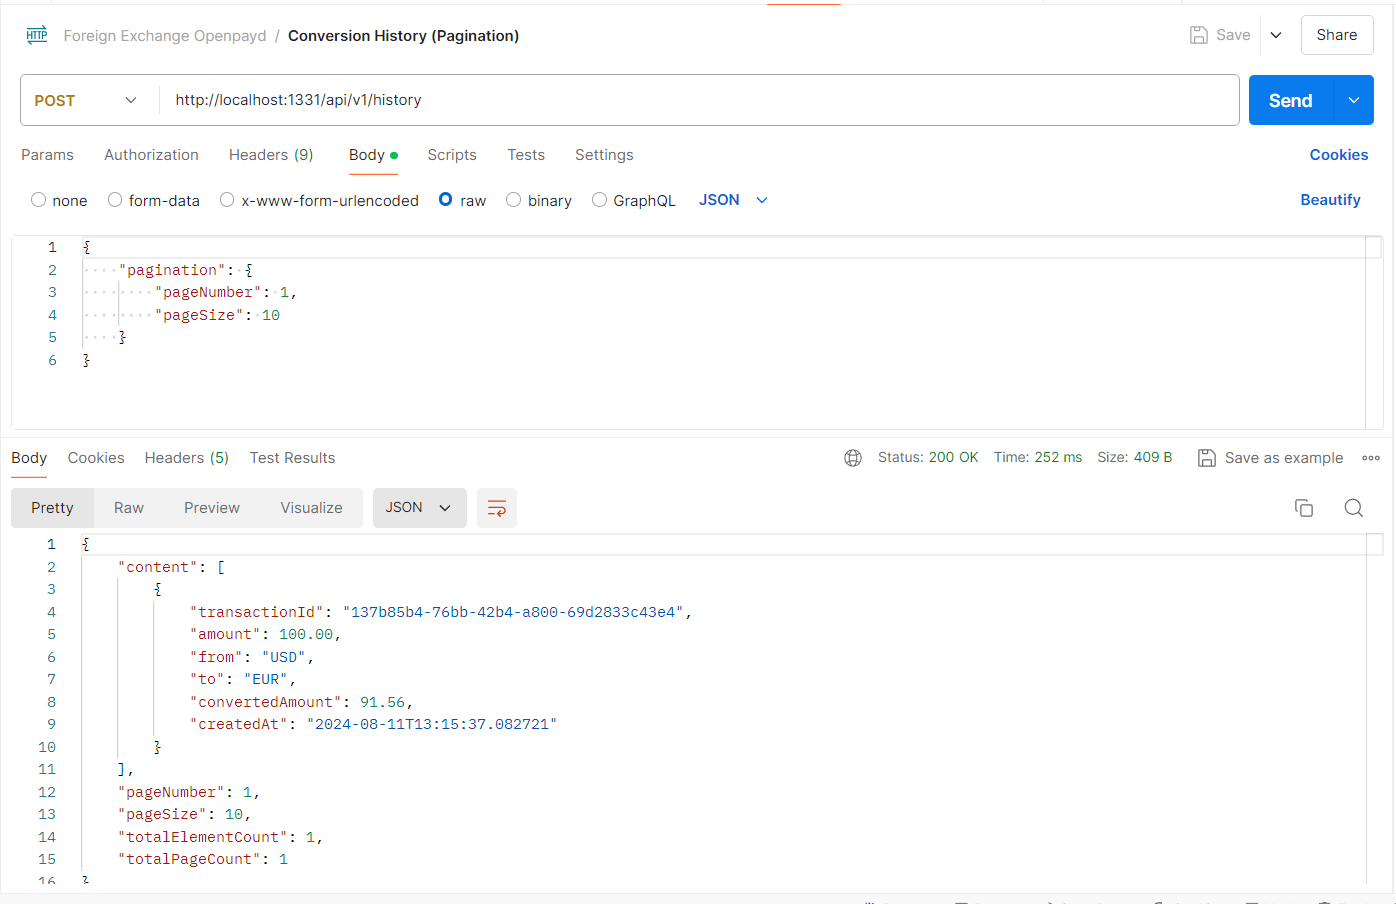 HTTP Foreign Exchange Openpayd / Conversion History (Pagination) Save Share
POST http://localhost:1331/api/v1/history Send
Params Authorization Headers (9) Body Scripts Tests Settings Cookies
none form-data x-www-form-urlencoded raw binary GraphQL JSON Beautify
1 {
2 "pagination": {
3 "pageNumber": 1,
4 "pageSize": 10
5 }
6 }
Body Cookies Headers (5) Test Results Status: 200 OK Time: 252 ms Size: 409 B Save as example
Pretty Raw Preview Visualize JSON
1 {
2 "content": [
3 {
4 "transactionId": "137b85b4-76bb-42b4-a800-69d2833c43e4",
5 "amount": 100.00,
6 "from": "USD",
7 "to": "EUR",
8 "convertedAmount": 91.56,
9 "createdAt": "2024-08-11T13:15:37.082721"
10 }
11 ],
12 "pageNumber": 1,
13 "pageSize": 10,
14 "totalElementCount": 1,
15 "totalPageCount": 1
16 }